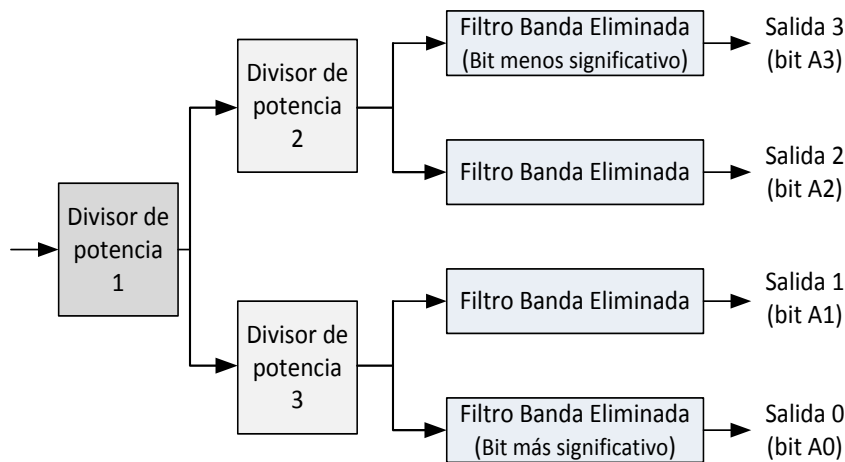 Divisor de
potencia
1
Divisor de
potencia
2
Divisor de
potencia
3
Filtro Banda Eliminada
(Bit menos significativo)
Salida 3
(bit A3)
Filtro Banda Eliminada
Salida 2
(bit A2)
Filtro Banda Eliminada
Salida 1
(bit A1)
Filtro Banda Eliminada
(Bit más significativo)
Salida 0
(bit A0)